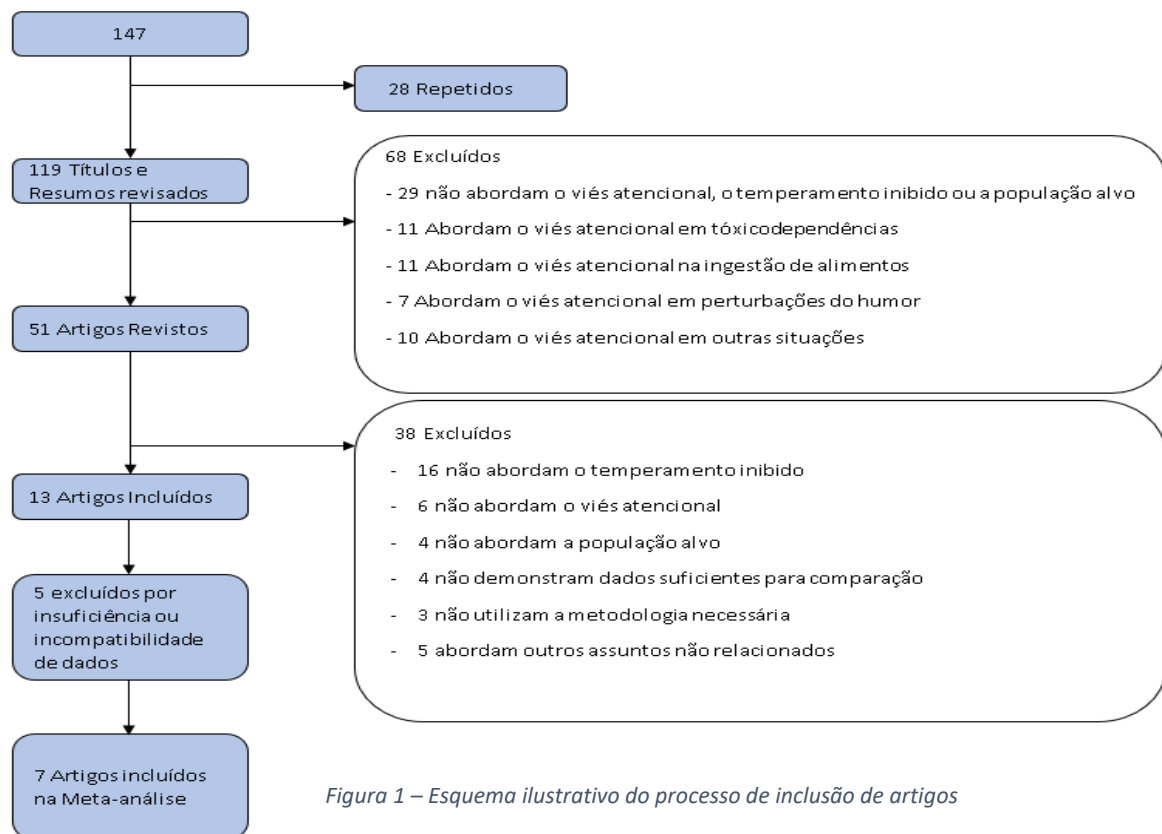 147
28 Repetidos
119 Títulos e
Resumos revisados
68 Excluídos
- 29 não abordam o viés atencional, o temperamento inibido ou a população alvo
- 11 Abordam o viés atencional em tóxicodependências
- 11 Abordam o viés atencional na ingestão de alimentos
- 7 Abordam o viés atencional em perturbações do humor
- 10 Abordam o viés atencional em outras situações
51 Artigos Revistos
38 Excluídos
- 16 não abordam o temperamento inibido
- 6 não abordam o viés atencional
- 4 não abordam a população alvo
- 4 não demonstram dados suficientes para comparação
- 3 não utilizam a metodologia necessária
- 5 abordam outros assuntos não relacionados
13 Artigos Incluídos
5 excluídos por
insuficiência ou
incompatibilidade
de dados
7 Artigos incluídos
na Meta-análise
Figura 1 – Esquema ilustrativo do processo de inclusão de artigos